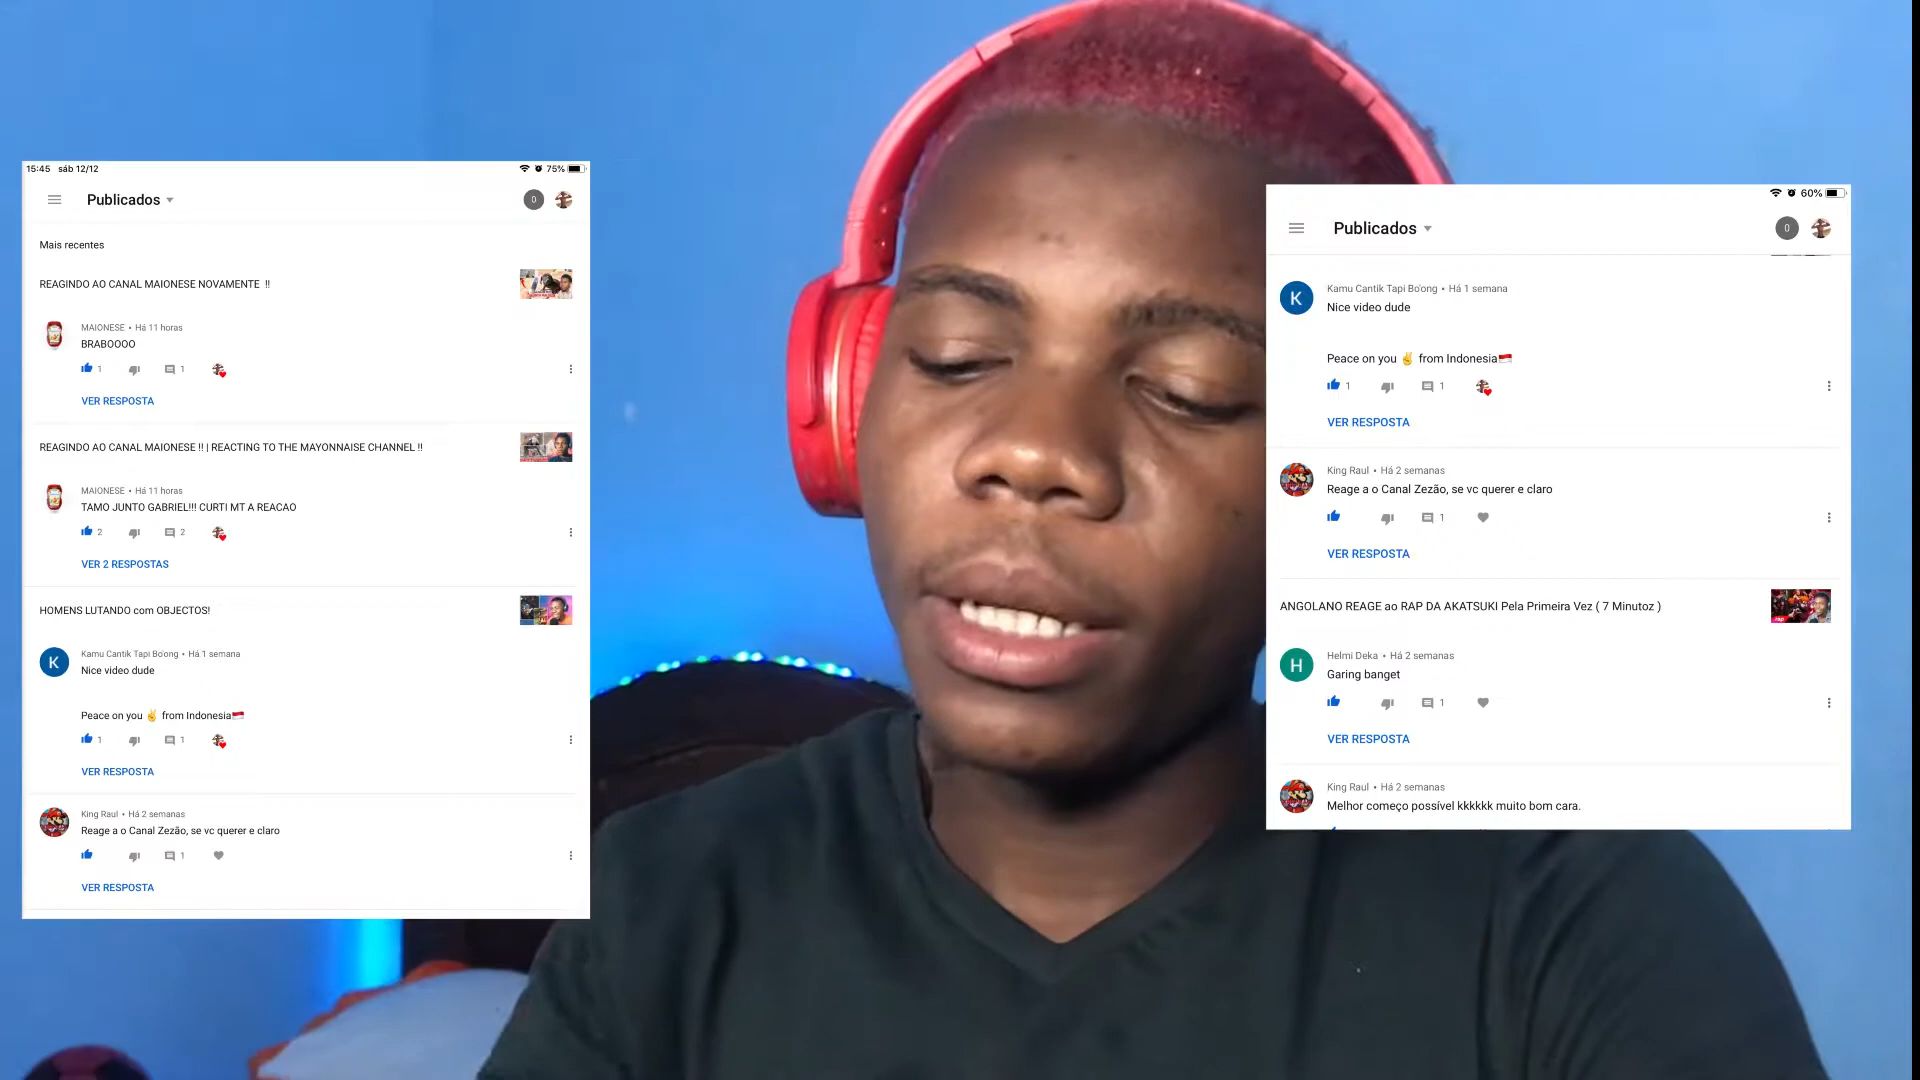 15:45 sáb 12/12
75%
Publicados
0
Mais recentes
REAGINDO AO CANAL MAIONESE NOVAMENTE !!
MAIONESE • Há 11 horas
BRABOOOO
1
1
VER RESPOSTA
REAGINDO AO CANAL MAIONESE !! | REACTING TO THE MAYONNAISE CHANNEL !!
MAIONESE • Há 11 horas
TAMO JUNTO GABRIEL!!! CURTI MT A REACAO
2
2
VER 2 RESPOSTAS
HOMENS LUTANDO com OBJECTOS!
K
Kamu Cantik Tapi Bo'ong • Há 1 semana
Nice video dude
Peace on you ✌ from Indonesia🇮🇩
1
1
VER RESPOSTA
King Raul • Há 2 semanas
Reage a o Canal Zezão, se vc querer e claro
1
VER RESPOSTA
60%
Publicados
0
K
Kamu Cantik Tapi Bo'ong • Há 1 semana
Nice video dude
Peace on you ✌ from Indonesia🇮🇩
1
1
VER RESPOSTA
King Raul • Há 2 semanas
Reage a o Canal Zezão, se vc querer e claro
1
VER RESPOSTA
ANGOLANO REAGE ao RAP DA AKATSUKI Pela Primeira Vez ( 7 Minutoz )
rap
H
Helmi Deka • Há 2 semanas
Garing banget
1
VER RESPOSTA
King Raul • Há 2 semanas
Melhor começo possível kkkkkk muito bom cara.